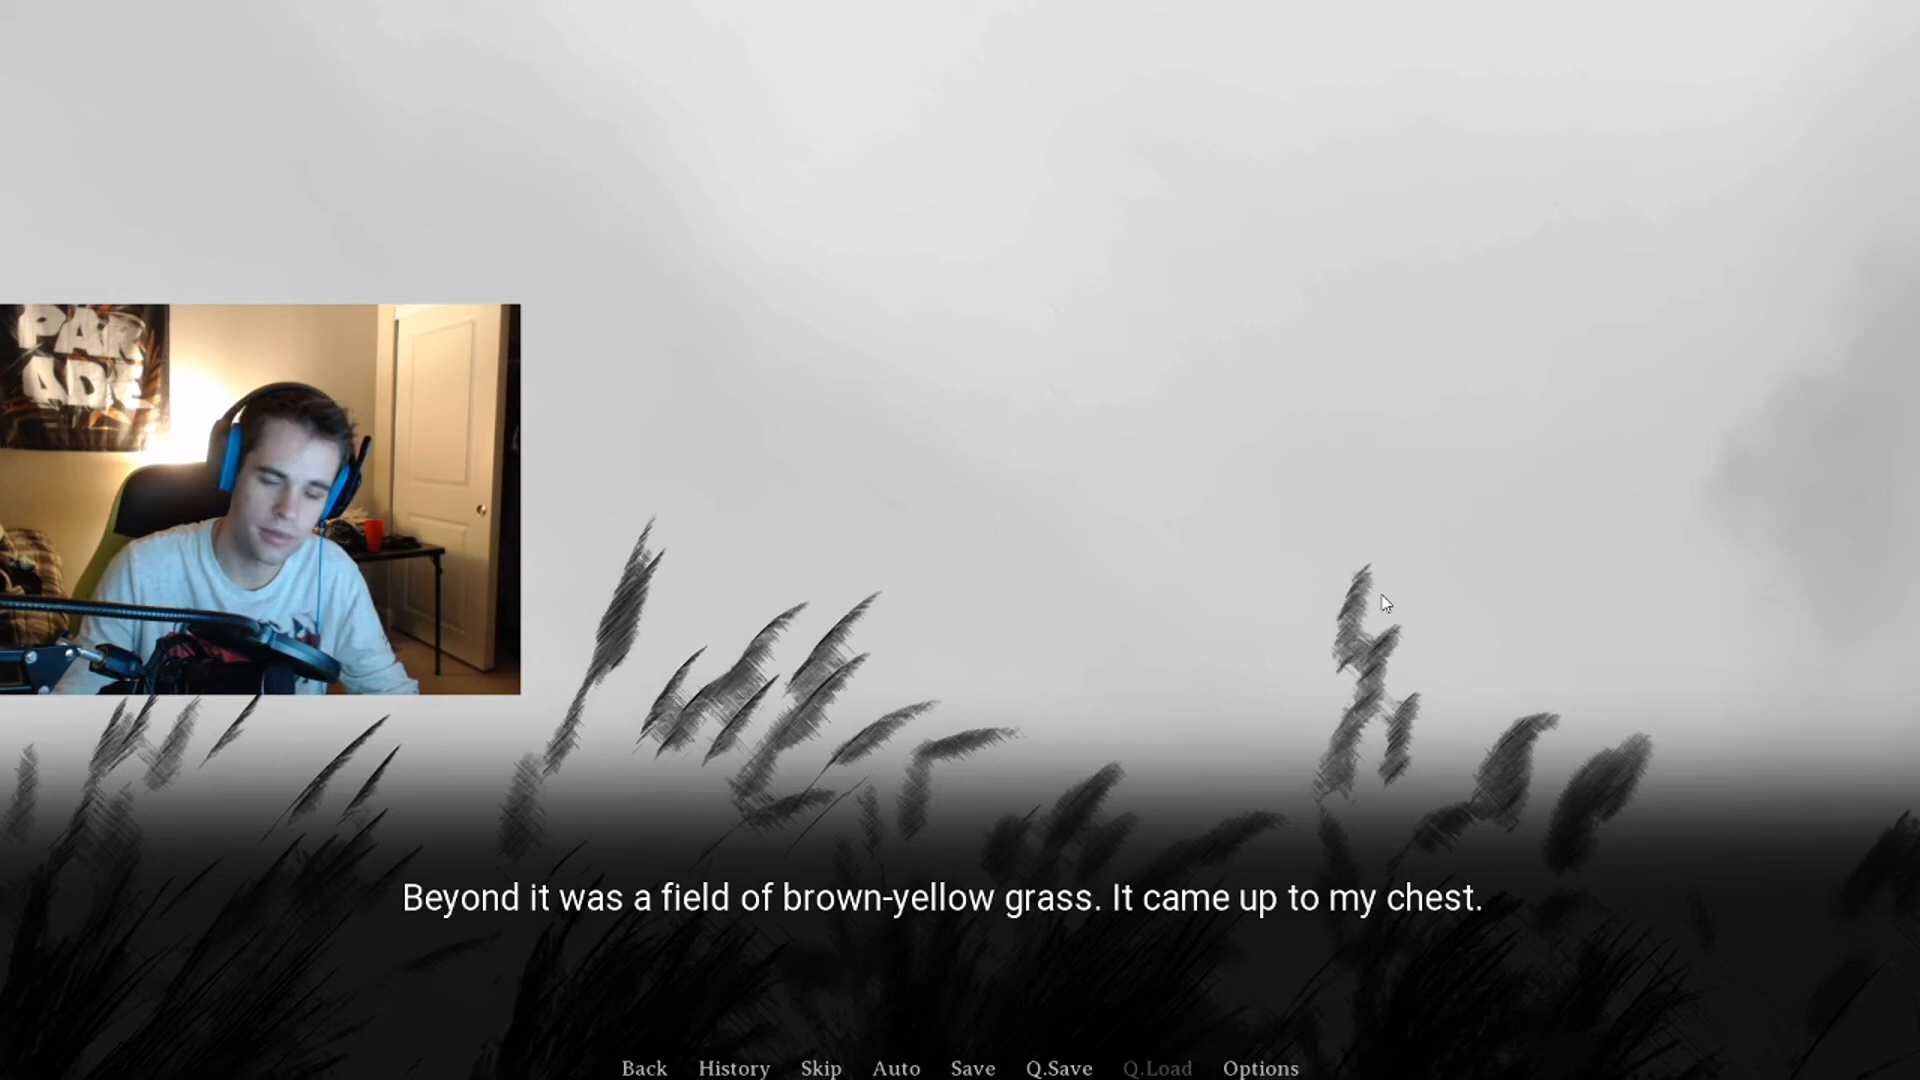 PAR
ADE
Beyond it was a field of brown-yellow grass. It came up to my chest.
Back History Skip Auto Save Q.Save Q.Load Options